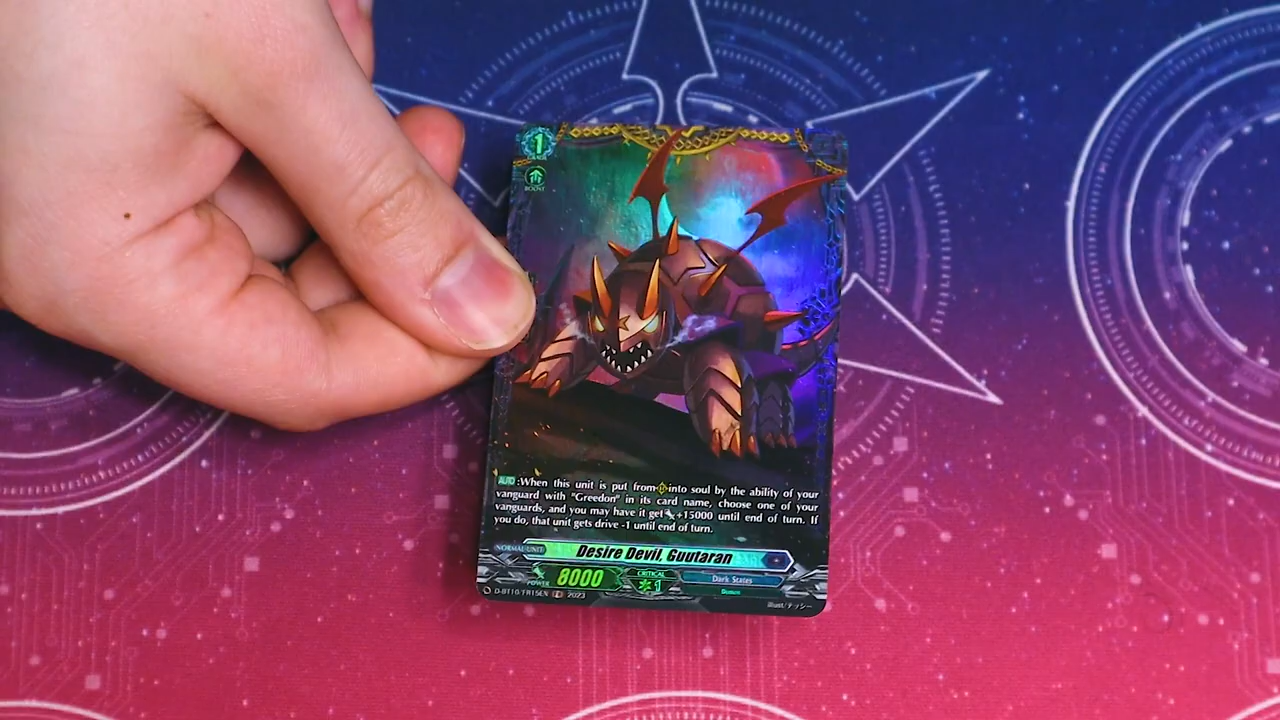 1
GRADE
BOOST
AUTO:When this unit is put from R into soul by the ability of your
vanguard with "Greedon" in its card name, choose one of your
vanguards, and you may have it get +15000 until end of turn. If
you do, that unit gets drive -1 until end of turn.
NORMAL UNIT
Desire Devil, Guutaran
POWER 8000
CRITICAL 1
Dark States
Demon
D-BT10/FR15EN FR 2023
illust/テッシー